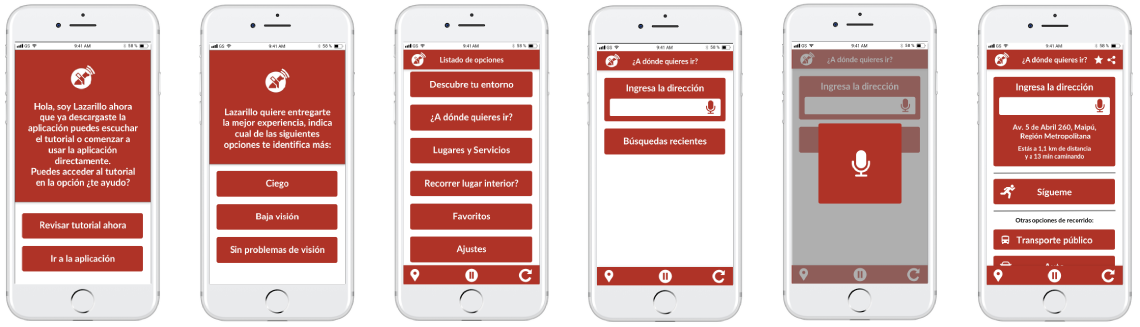 GS 9:41 AM 58 %
Hola, soy Lazarillo ahora
que ya descargaste la
aplicación puedes escuchar
el tutorial o comenzar a
usar la aplicación
directamente.
Puedes acceder al tutorial
en la opción ¿te ayudo?
Revisar tutorial ahora
Ir a la aplicación
GS 9:41 AM 58 %
Lazarillo quiere entregarte
la mejor experiencia, indica
cual de las siguientes
opciones te identifica más:
Ciego
Baja visión
Sin problemas de visión
GS 9:41 AM 58 %
Listado de opciones
Descubre tu entorno
¿A dónde quieres ir?
Lugares y Servicios
Recorrer lugar interior?
Favoritos
Ajustes
GS 9:41 AM 58 %
¿A dónde quieres ir?
Ingresa la dirección
Búsquedas recientes
GS 9:41 AM 58 %
¿A dónde quieres ir?
Ingresa la dirección
GS 9:41 AM 58 %
¿A dónde quieres ir?
Ingresa la dirección
Av. 5 de Abril 260, Maipú,
Región Metropolitana
Estás a 1,1 km de distancia
y a 13 min caminando
Sígueme
Otras opciones de recorrido:
Transporte público